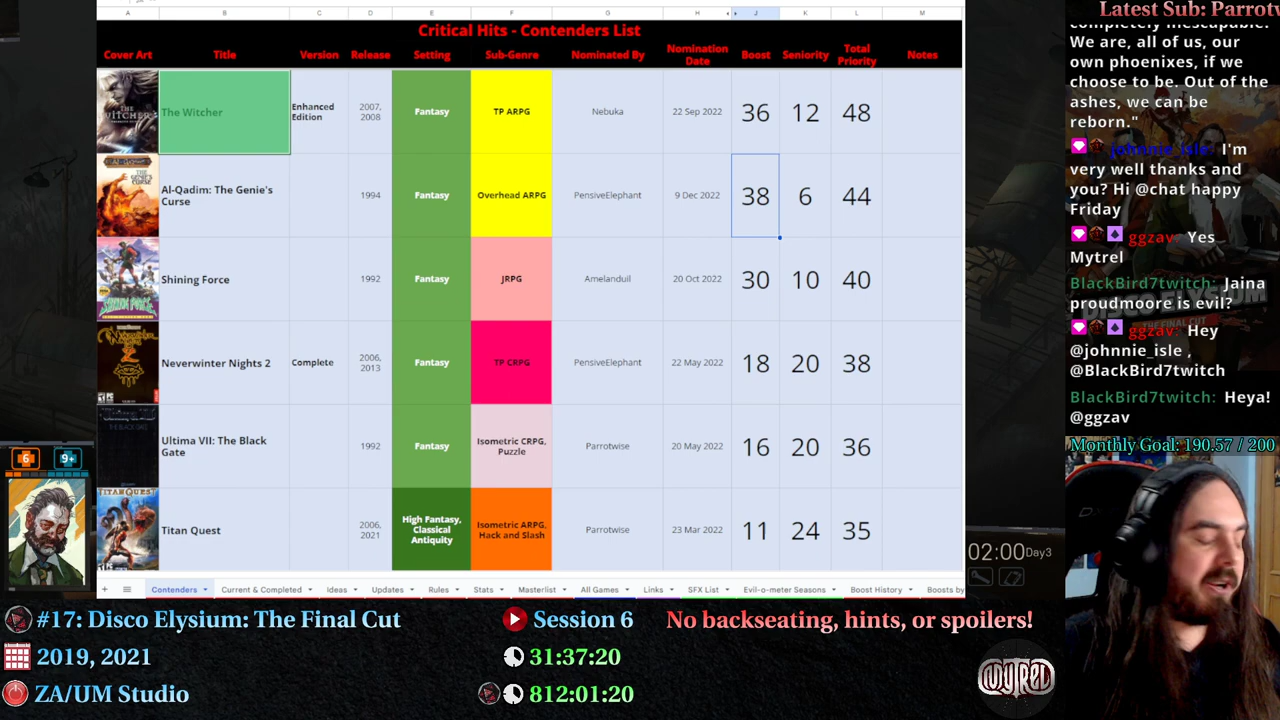 A B C D E F G H I J K L M
Critical Hits - Contenders List
Cover Art Title Version Release Setting Sub-Genre Nominated By Nomination Date Boost Seniority Total Priority Notes
The Witcher
Enhanced
Edition
2007,
2008
Fantasy
TP ARPG
Nebuka
22 Sep 2022
36 12 48
Al-Qadim: The Genie's
Curse
1994
Fantasy
Overhead ARPG
PensiveElephant
9 Dec 2022
38 6 44
Shining Force
1992
Fantasy
JRPG
Amelanduil
20 Oct 2022
30 10 40
Neverwinter Nights 2
Complete
2006,
2013
Fantasy
TP CRPG
PensiveElephant
22 May 2022
18 20 38
Ultima VII: The Black
Gate
1992
Fantasy
Isometric CRPG,
Puzzle
Parrotwise
20 May 2022
16 20 36
TITAN QUEST
Titan Quest
2006,
2021
High Fantasy,
Classical
Antiquity
Isometric ARPG,
Hack and Slash
Parrotwise
23 Mar 2022
11 24 35
+ Contenders Current & Completed Ideas Updates Rules Stats Masterlist All Games Links SFX List Evil-o-meter Seasons Boost History Boosts by
Latest Sub: Parrotw
We are, all of us, our
own phoenixes, if we
choose to be. Out of the
ashes, we can be
reborn."
johnnie_isle: I'm
very well thanks and
you? Hi @chat happy
Friday
ggzav: Yes
Mytrel
BlackBird7twitch: Jaina
proudmoore is evil?
ggzav: Hey
@johnnie_isle ,
@BlackBird7twitch
BlackBird7twitch: Heya!
@ggzav
Monthly Goal: 190.57 / 200
6 9+
02:00 Day3
#17: Disco Elysium: The Final Cut
2019, 2021
ZA/UM Studio
Session 6
31:37:20
812:01:20
No backseating, hints, or spoilers!
MYTREL